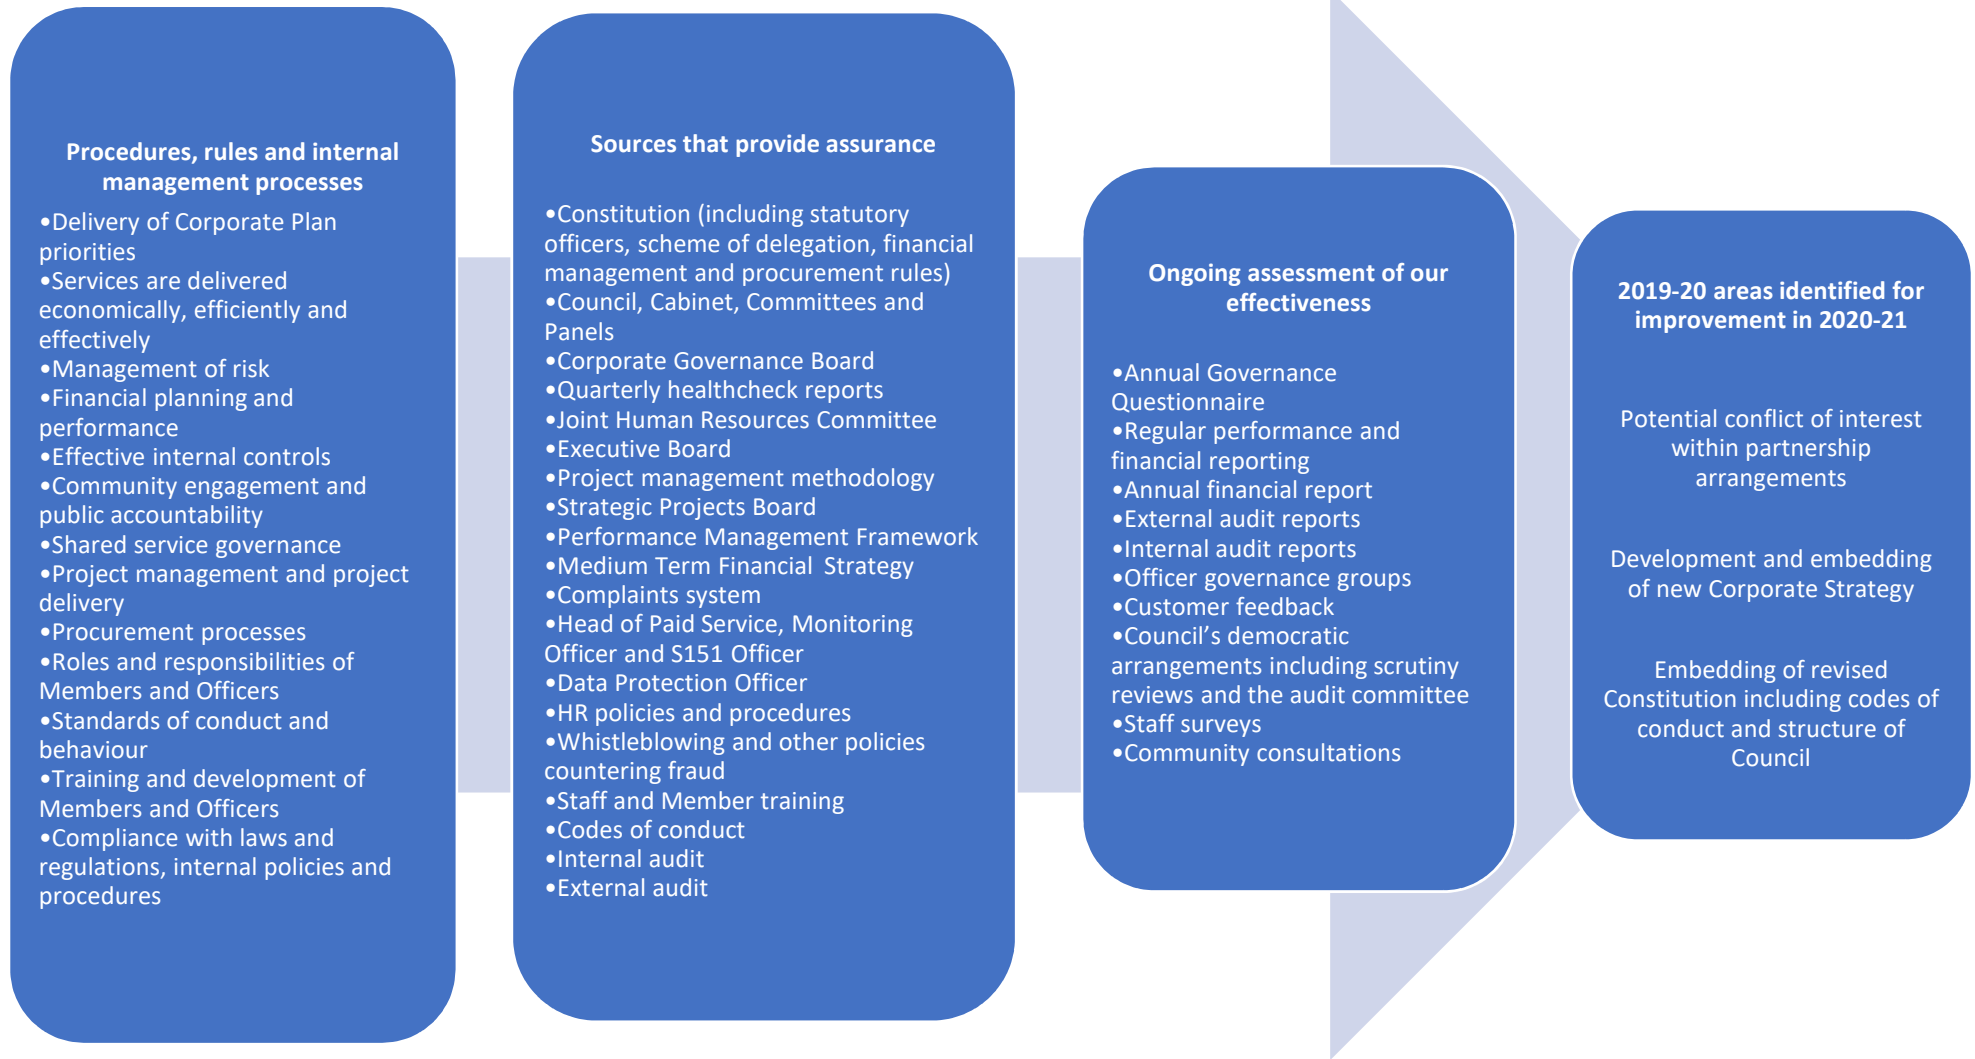 Procedures, rules and internal
management processes
•Delivery of Corporate Plan
priorities
•Services are delivered
economically, efficiently and
effectively
•Management of risk
•Financial planning and
performance
•Effective internal controls
•Community engagement and
public accountability
•Shared service governance
•Project management and project
delivery
•Procurement processes
•Roles and responsibilities of
Members and Officers
•Standards of conduct and
behaviour
•Training and development of
Members and Officers
•Compliance with laws and
regulations, internal policies and
procedures
Sources that provide assurance
•Constitution (including statutory
officers, scheme of delegation, financial
management and procurement rules)
•Council, Cabinet, Committees and
Panels
•Corporate Governance Board
•Quarterly healthcheck reports
•Joint Human Resources Committee
•Executive Board
•Project management methodology
•Strategic Projects Board
•Performance Management Framework
•Medium Term Financial Strategy
•Complaints system
•Head of Paid Service, Monitoring
Officer and S151 Officer
•Data Protection Officer
•HR policies and procedures
•Whistleblowing and other policies
countering fraud
•Staff and Member training
•Codes of conduct
•Internal audit
•External audit
Ongoing assessment of our
effectiveness
•Annual Governance
Questionnaire
•Regular performance and
financial reporting
•Annual financial report
•External audit reports
•Internal audit reports
•Officer governance groups
•Customer feedback
•Council’s democratic
arrangements including scrutiny
reviews and the audit committee
•Staff surveys
•Community consultations
2019-20 areas identified for
improvement in 2020-21
Potential conflict of interest
within partnership
arrangements
Development and embedding
of new Corporate Strategy
Embedding of revised
Constitution including codes of
conduct and structure of
Council